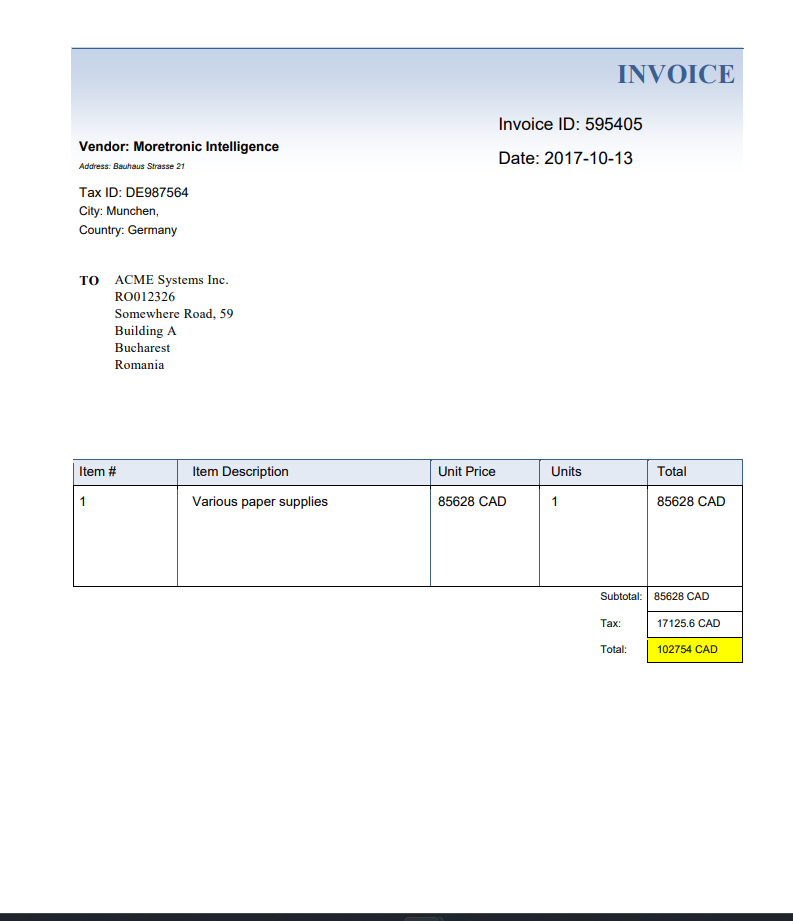 INVOICE
Invoice ID: 595405
Date: 2017-10-13
Vendor: Moretronic Intelligence
Address: Bauhaus Strasse 21
Tax ID: DE987564
City: Munchen,
Country: Germany
TO ACME Systems Inc.
RO012326
Somewhere Road, 59
Building A
Bucharest
Romania
Item # Item Description Unit Price Units Total
1 Various paper supplies 85628 CAD 1 85628 CAD
Subtotal: 85628 CAD
Tax: 17125.6 CAD
Total: 102754 CAD